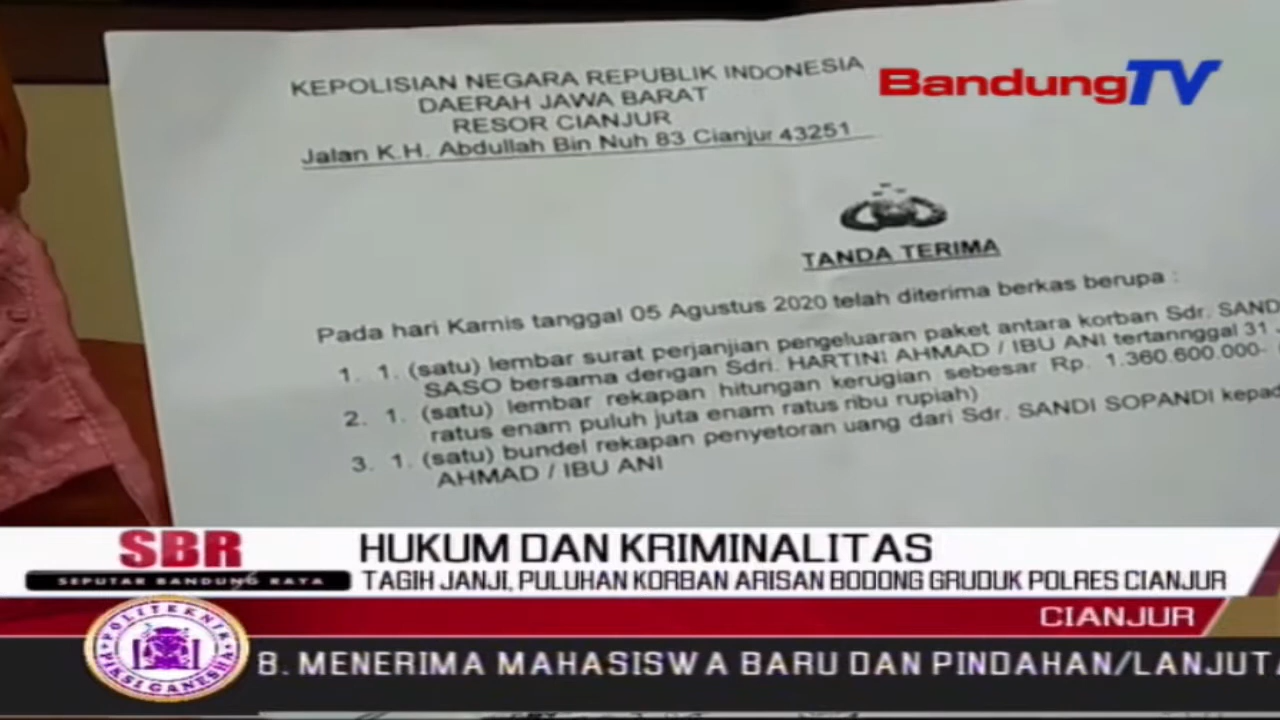 KEPOLISIAN NEGARA REPUBLIK INDONESIA
DAERAH JAWA BARAT
RESOR CIANJUR
Jalan K.H. Abdullah Bin Nuh 83 Cianjur 43251
BandungTV
TANDA TERIMA
Pada hari Kamis tanggal 05 Agustus 2020 telah diterima berkas berupa :
1. 1. (satu) lembar surat perjanjian pengeluaran paket antara korban Sdr. SAND
SASO bersama dengan Sdri. HARTINI AHMAD / IBU ANI tertannggal 31
2. 1. (satu) lembar rekapan hitungan kerugian sebesar Rp. 1.360.600.000-
ratus enam puluh juta enam ratus ribu rupiah)
3. 1. (satu) bundel rekapan penyetoran uang dari Sdr. SANDI SOPANDI kepad
AHMAD / IBU ANI
SBR
SEPUTAR BANDUNG RAYA
HUKUM DAN KRIMINALITAS
TAGIH JANJI, PULUHAN KORBAN ARISAN BODONG GRUDUK POLRES CIANJUR
CIANJUR
POLITEKNIK
PIKSI GANESHA
8. MENERIMA MAHASISWA BARU DAN PINDAHAN/LANJUTA